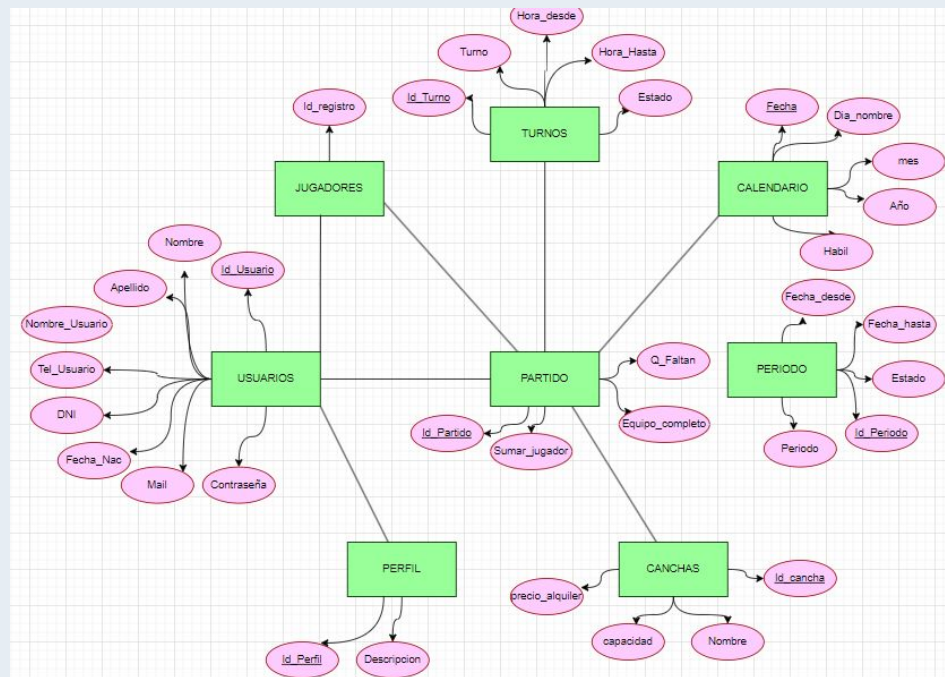 Hora_desde
Turno
Hora_Hasta
Id_Turno
Estado
TURNOS
Id_registro
JUGADORES
Fecha
Dia_nombre
mes
CALENDARIO
Año
Habil
Nombre
Id_Usuario
Apellido
Nombre_Usuario
Tel_Usuario
USUARIOS
DNI
Fecha_Nac
Mail
Contraseña
PARTIDO
Q_Faltan
Id_Partido
Sumar_jugador
Equipo_completo
Fecha_desde
Fecha_hasta
PERIODO
Estado
Periodo
Id_Periodo
PERFIL
Id_Perfil
Descripcion
CANCHAS
Id_cancha
precio_alquiler
capacidad
Nombre